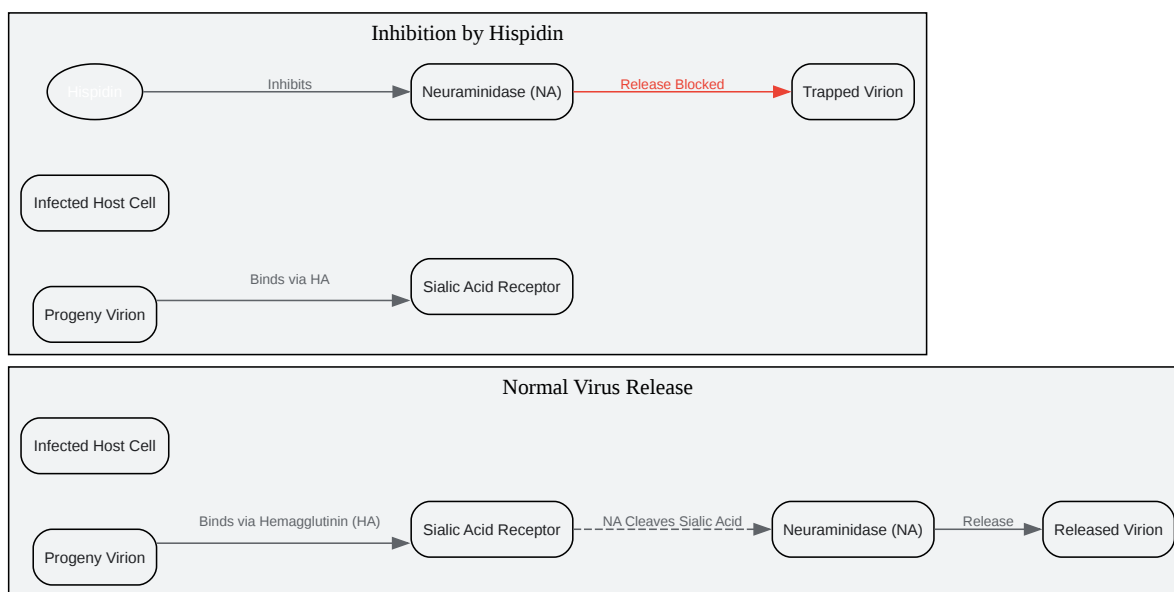 Inhibition by Hispidin
Hispidin
Inhibits
Neuraminidase (NA)
Release Blocked
Trapped Virion
Infected Host Cell
Progeny Virion
Binds via HA
Sialic Acid Receptor
Normal Virus Release
Infected Host Cell
Progeny Virion
Binds via Hemagglutinin (HA)
Sialic Acid Receptor
NA Cleaves Sialic Acid
Neuraminidase (NA)
Release
Released Virion